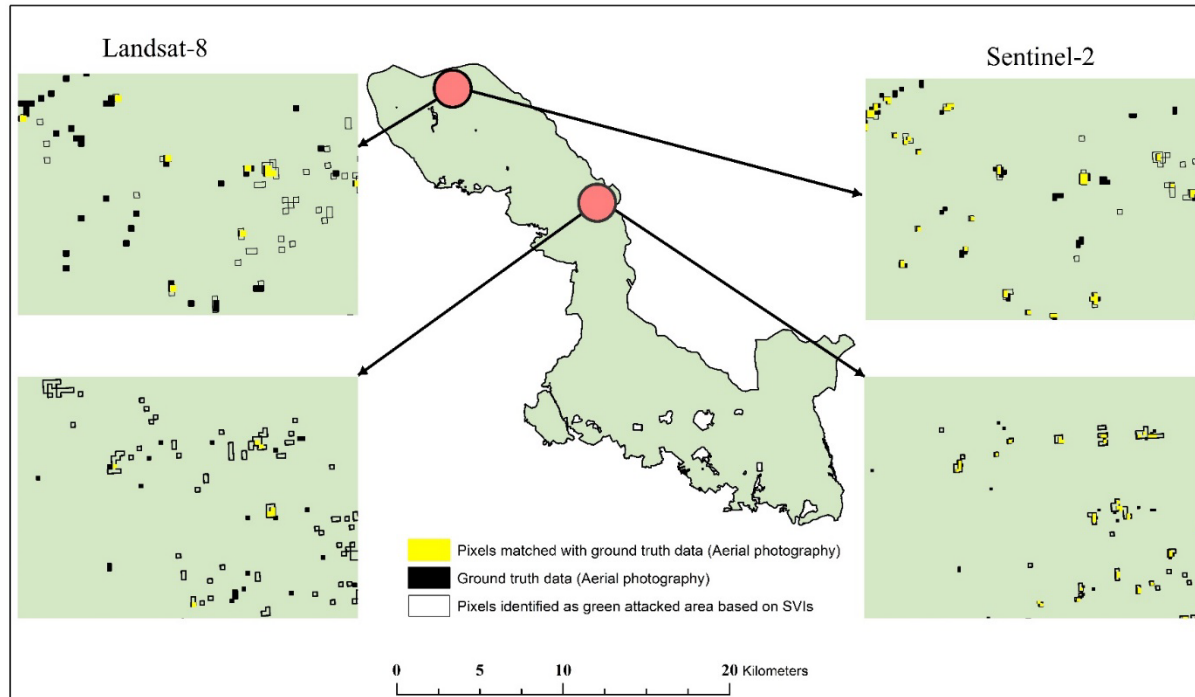 Landsat-8
Sentinel-2
Pixels matched with ground truth data (Aerial photography)
Ground truth data (Aerial photography)
Pixels identified as green attacked area based on SVIs
0 5 10 20 Kilometers